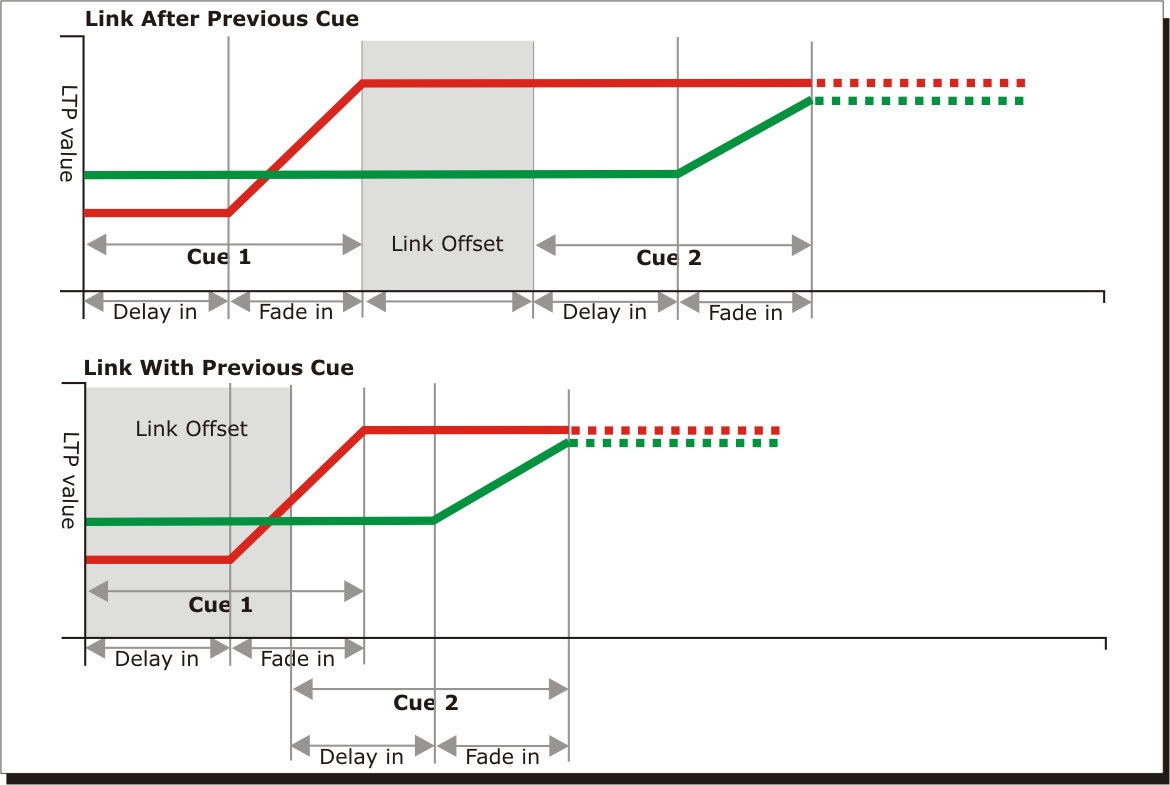 Link After Previous Cue
LTP value
Link Offset
Cue 1
Cue 2
Delay in
Fade in
Delay in
Fade in
Link With Previous Cue
Link Offset
LTP value
Cue 1
Delay in
Fade in
Cue 2
Delay in
Fade in